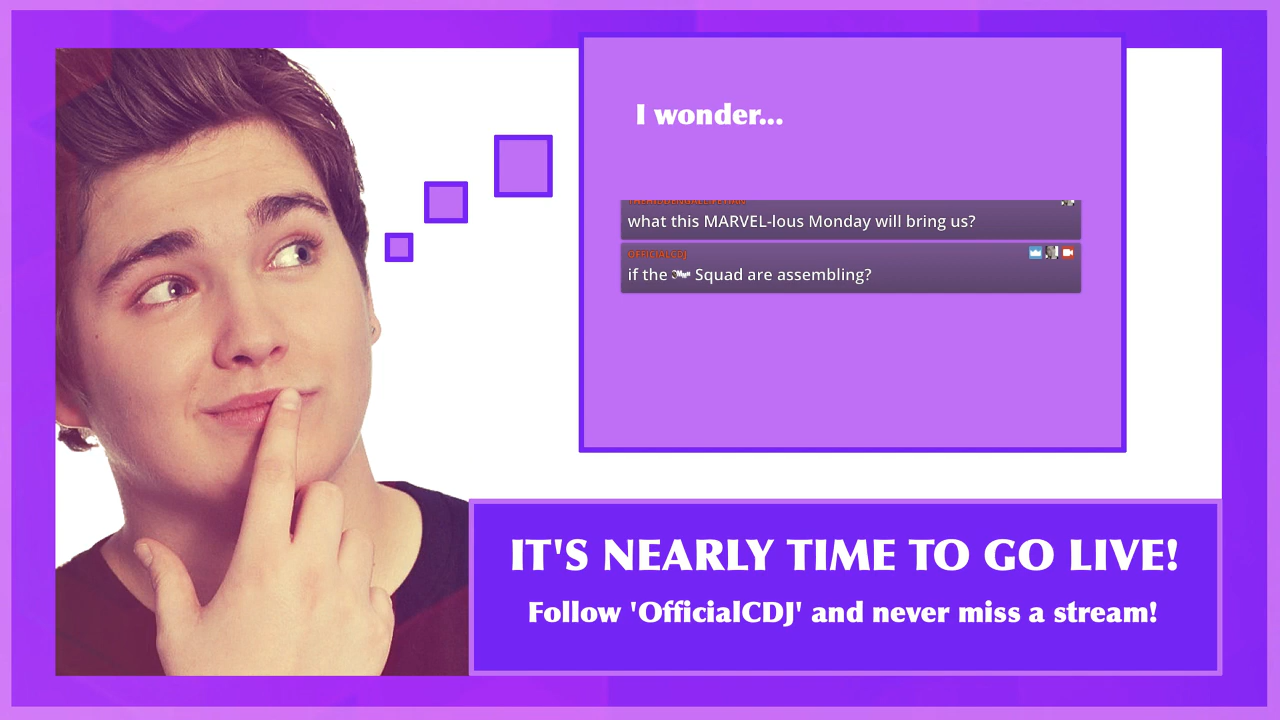 I wonder...
what this MARVEL-lous Monday will bring us?
OFFICIALCDJ
if the Squad are assembling?
IT'S NEARLY TIME TO GO LIVE!
Follow 'OfficialCDJ' and never miss a stream!